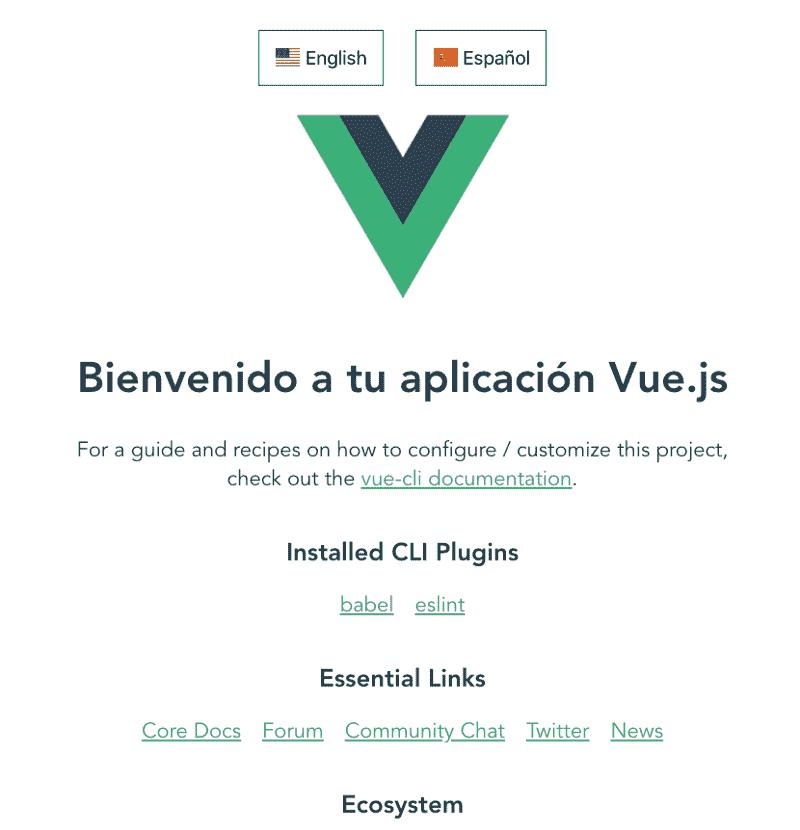 English Español
Bienvenido a tu aplicación Vue.js
For a guide and recipes on how to configure / customize this project,
check out the vue-cli documentation.
Installed CLI Plugins
babel eslint
Essential Links
Core Docs Forum Community Chat Twitter News
Ecosystem